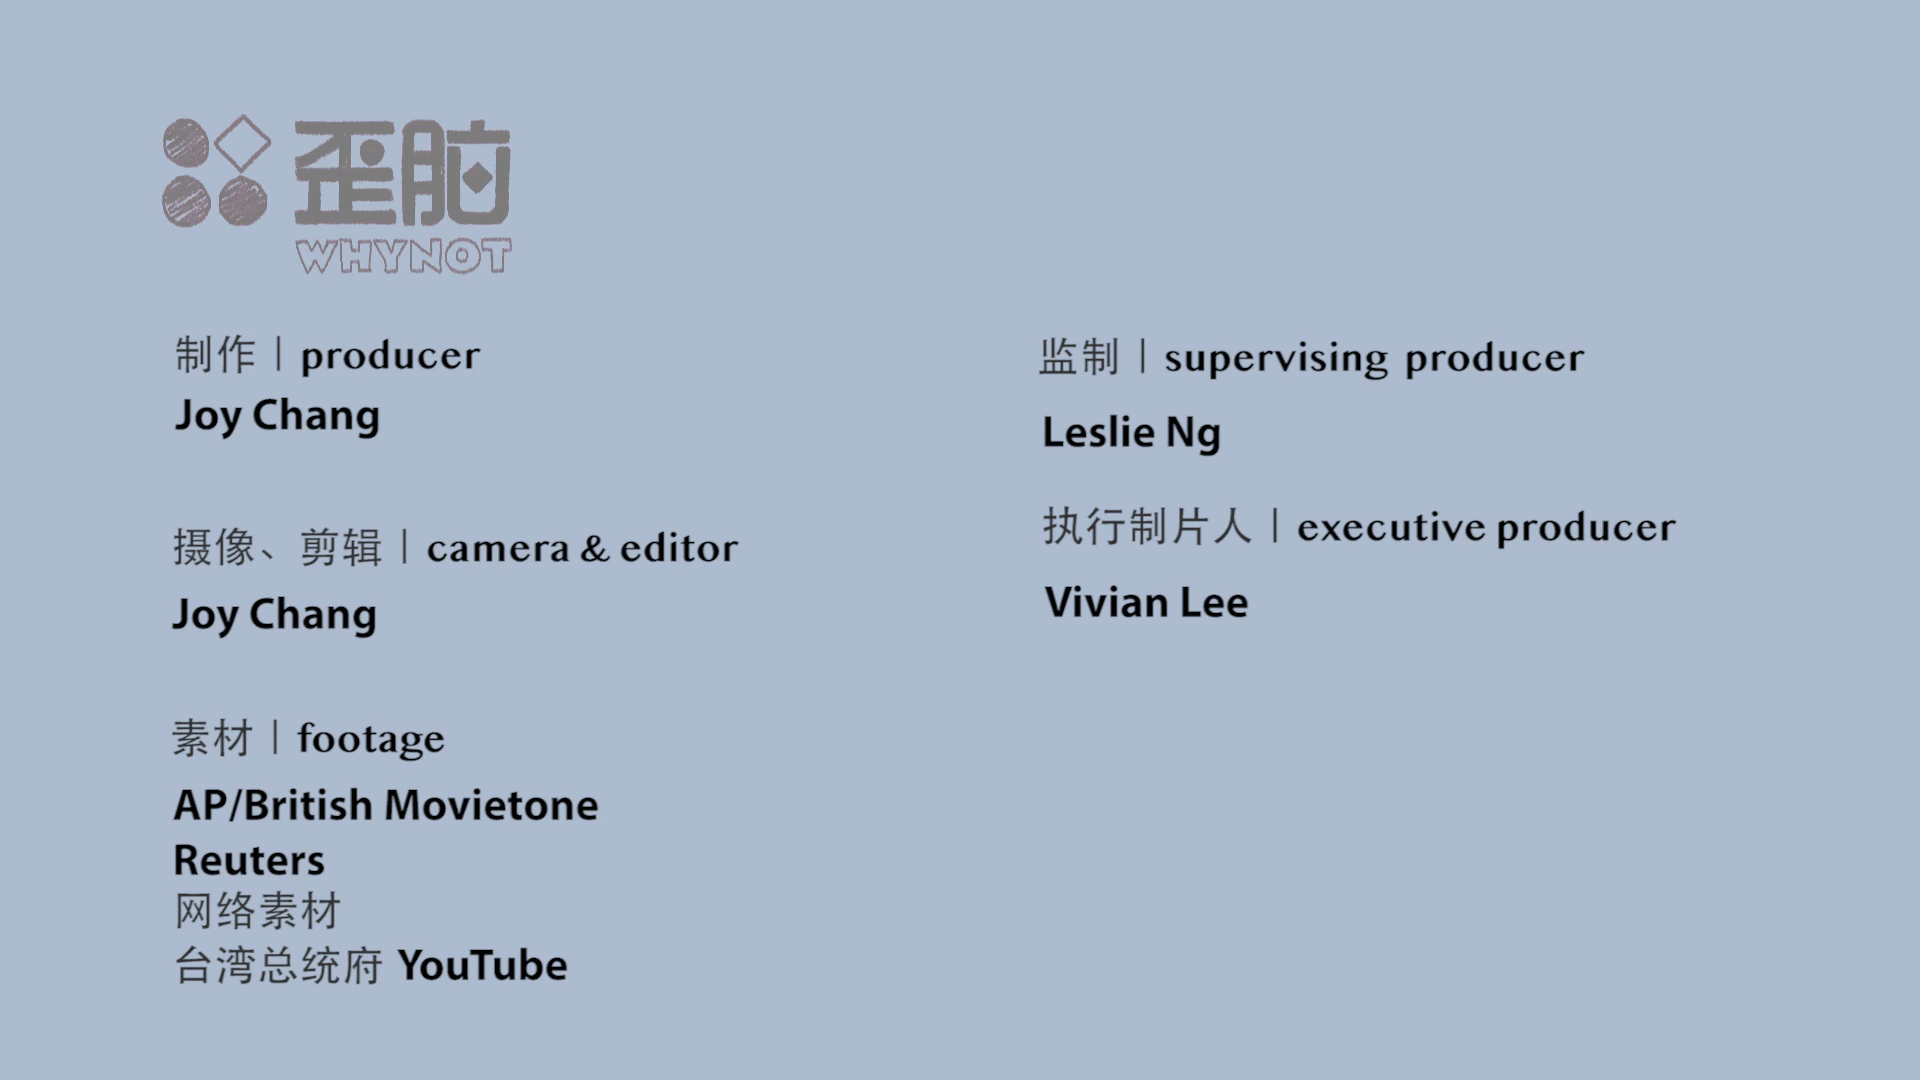 歪脑
WHYNOT
制作 | producer
Joy Chang
摄像、剪辑 | camera & editor
Joy Chang
素材 | footage
AP/British Movietone
Reuters
网络素材
台湾总统府 YouTube
监制 | supervising producer
Leslie Ng
执行制片人 | executive producer
Vivian Lee